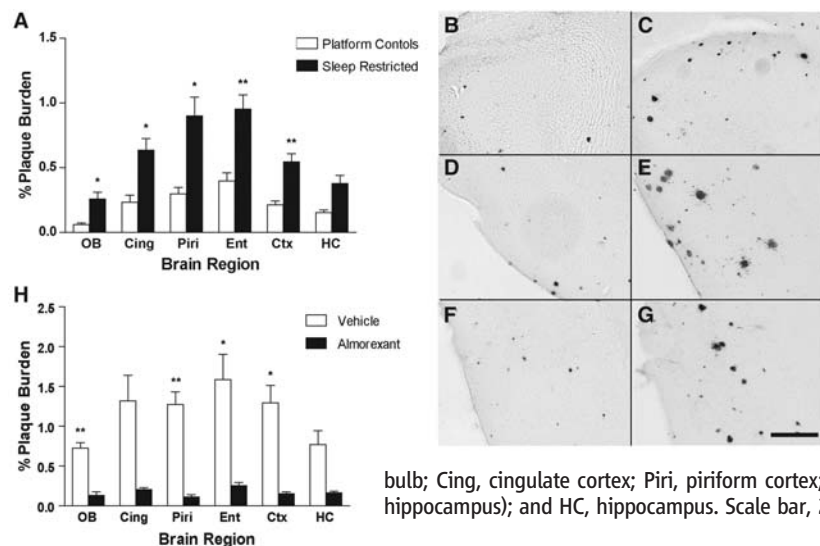 A
Platform Contols
Sleep Restricted
% Plaque Burden
1.5
1.0
0.5
0.0
*
*
*
**
**
OB Cing Piri Ent Ctx HC
Brain Region
B
C
D
E
F
G
H
Vehicle
Almorexant
% Plaque Burden
2.5
2.0
1.5
1.0
0.5
0.0
**
**
*
*
OB Cing Piri Ent Ctx HC
Brain Region
bulb; Cing, cingulate cortex; Piri, piriform cortex;
hippocampus); and HC, hippocampus. Scale bar,